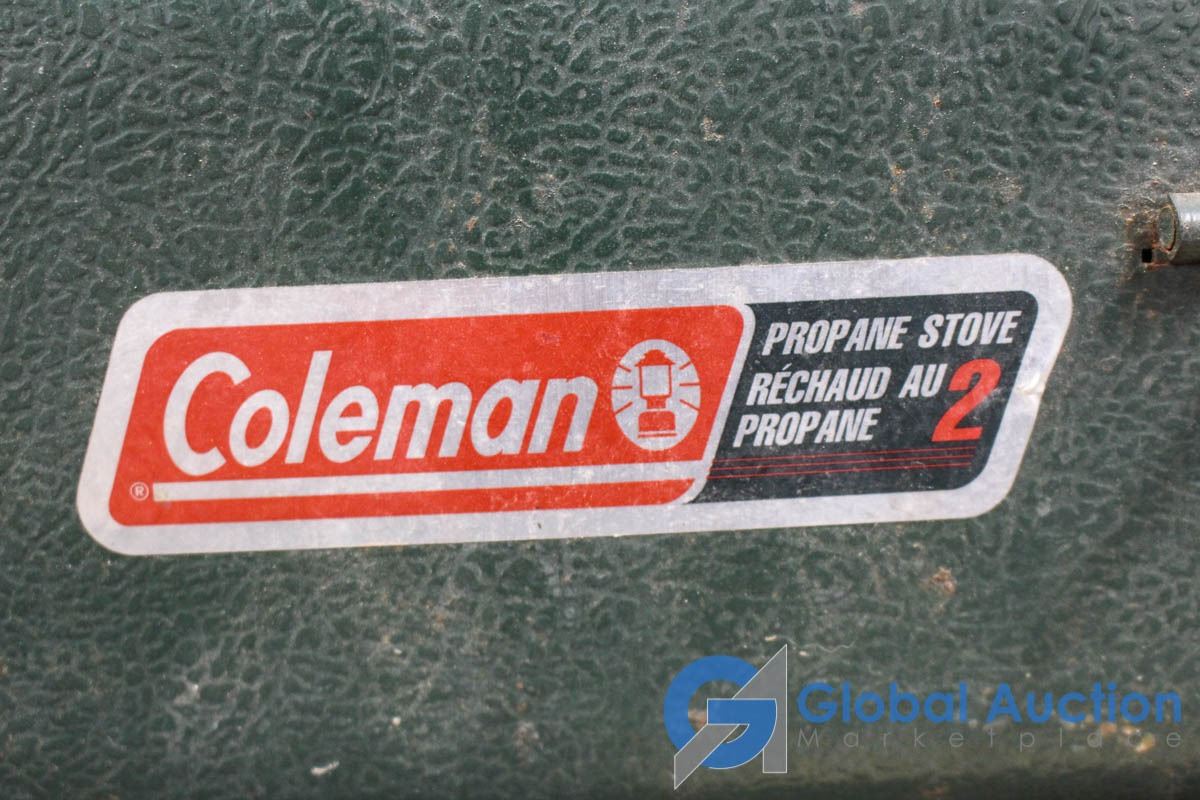 Coleman
®
PROPANE STOVE
RÉCHAUD AU 2
PROPANE
Global Auction
Marketplace